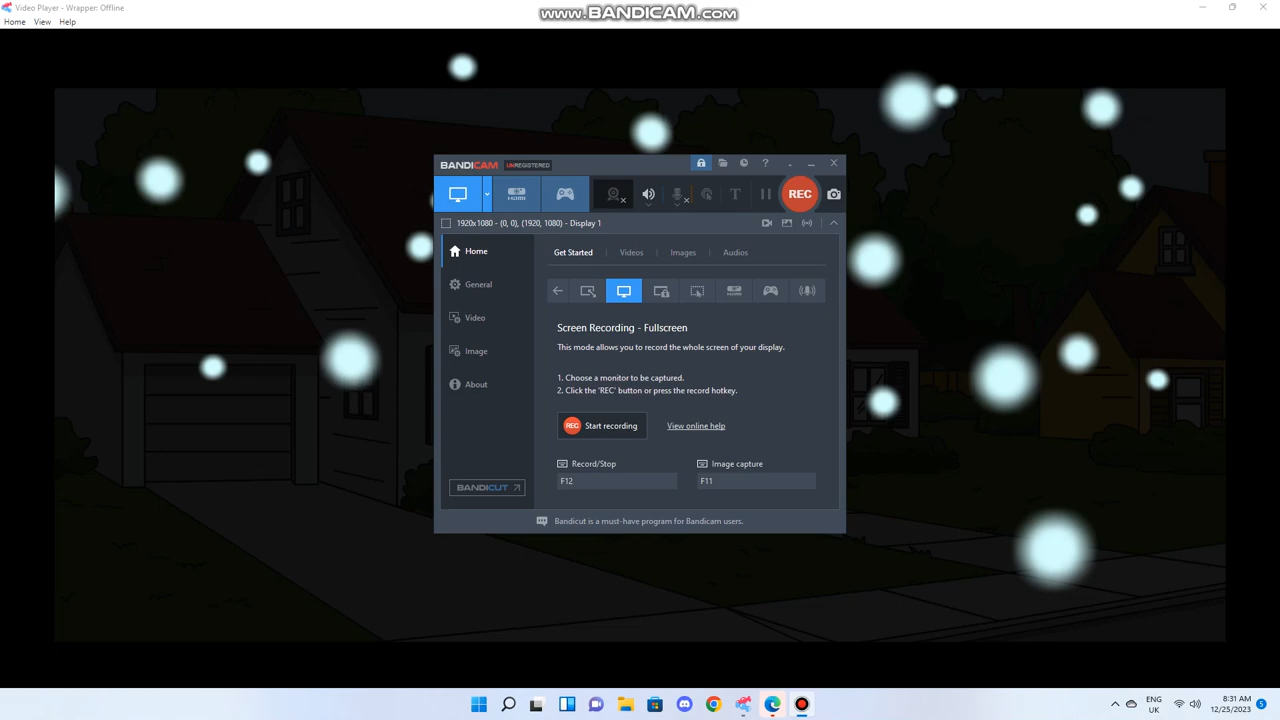 Video Player - Wrapper: Offline
www.BANDICAM.com
Home View Help
BANDICAM UNREGISTERED
HDMI
T
REC
1920x1080 - (0, 0), (1920, 1080) - Display 1
Home
General
Video
Image
About
BANDICUT
Get Started Videos Images Audios
HDMI
Screen Recording - Fullscreen
This mode allows you to record the whole screen of your display.
1. Choose a monitor to be captured.
2. Click the 'REC' button or press the record hotkey.
REC Start recording View online help
Record/Stop Image capture
F12 F11
Bandicut is a must-have program for Bandicam users.
ENG
UK
8:31 AM
12/25/2023
5